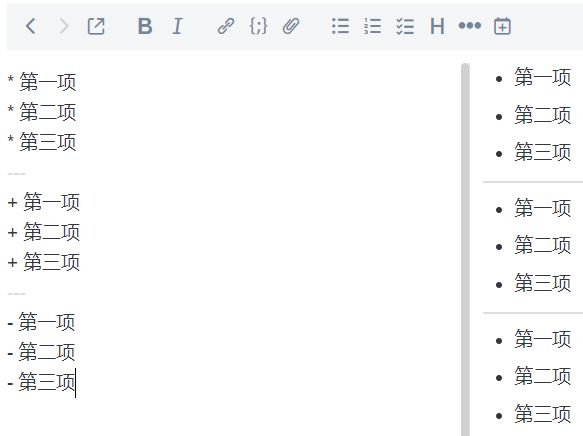 B I {;} H
* 第一项
* 第二项
* 第三项
---
+ 第一项
+ 第二项
+ 第三项
---
- 第一项
- 第二项
- 第三项
• 第一项
• 第二项
• 第三项
• 第一项
• 第二项
• 第三项
• 第一项
• 第二项
• 第三项